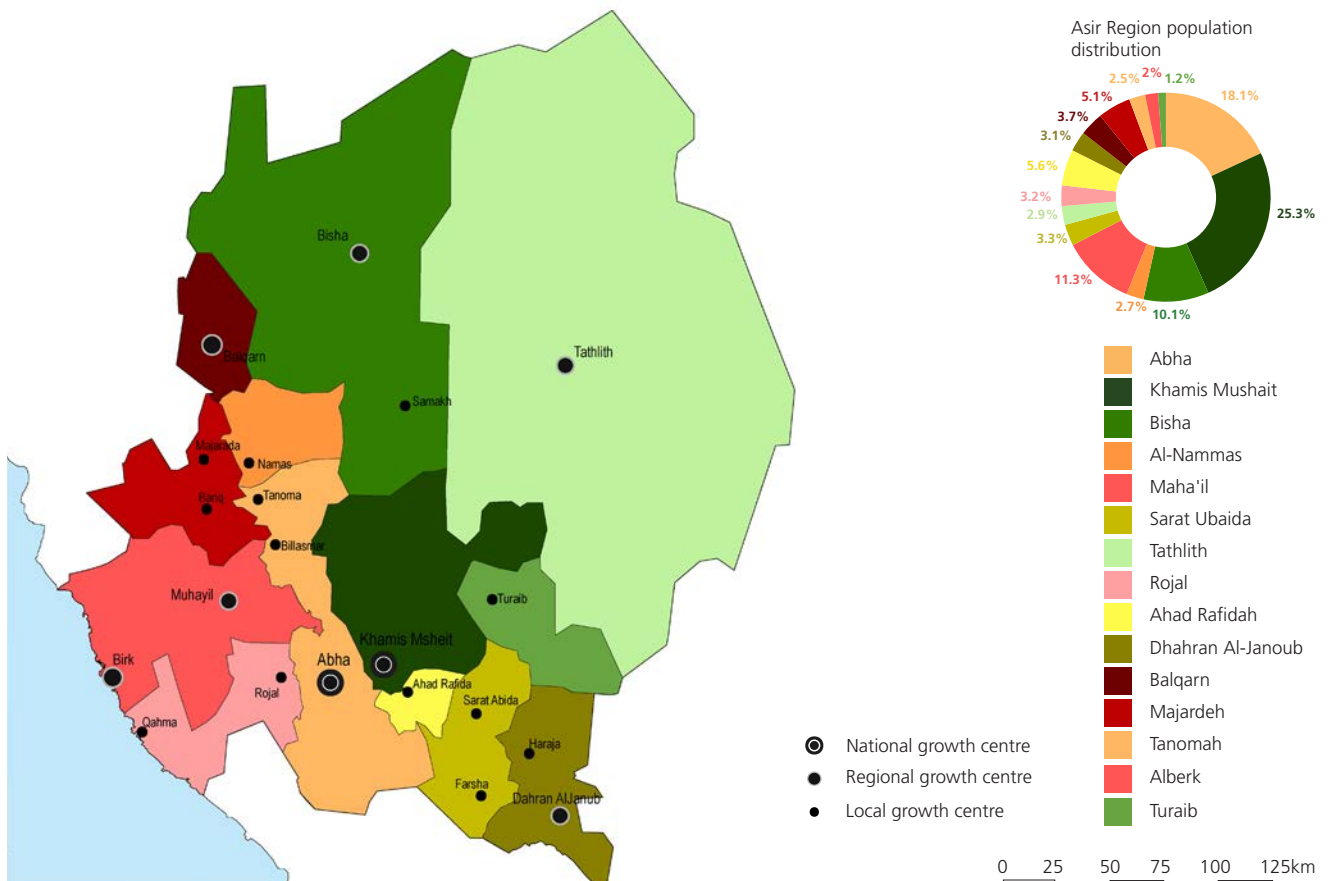 Asir Region population
distribution
2.5%
2%
1.2%
5.1%
18.1%
3.7%
3.1%
5.6%
3.2%
25.3%
2.9%
3.3%
11.3%
2.7%
10.1%
Bisha
Balqarn
Tathlith
Samakh
Majarada
Namas
Tanoma
Bariq
Billasmar
Muhayil
Turaib
Khamis Msheit
Abha
Birk
Rojal
Ahad Rafida
Sarat Abida
Qahma
Haraja
Farsha
Dahran AlJanub
National growth centre
Regional growth centre
Local growth centre
Abha
Khamis Mushait
Bisha
Al-Nammas
Maha'il
Sarat Ubaida
Tathlith
Rojal
Ahad Rafidah
Dhahran Al-Janoub
Balqarn
Majardeh
Tanomah
Alberk
Turaib
0 25 50 75 100 125km